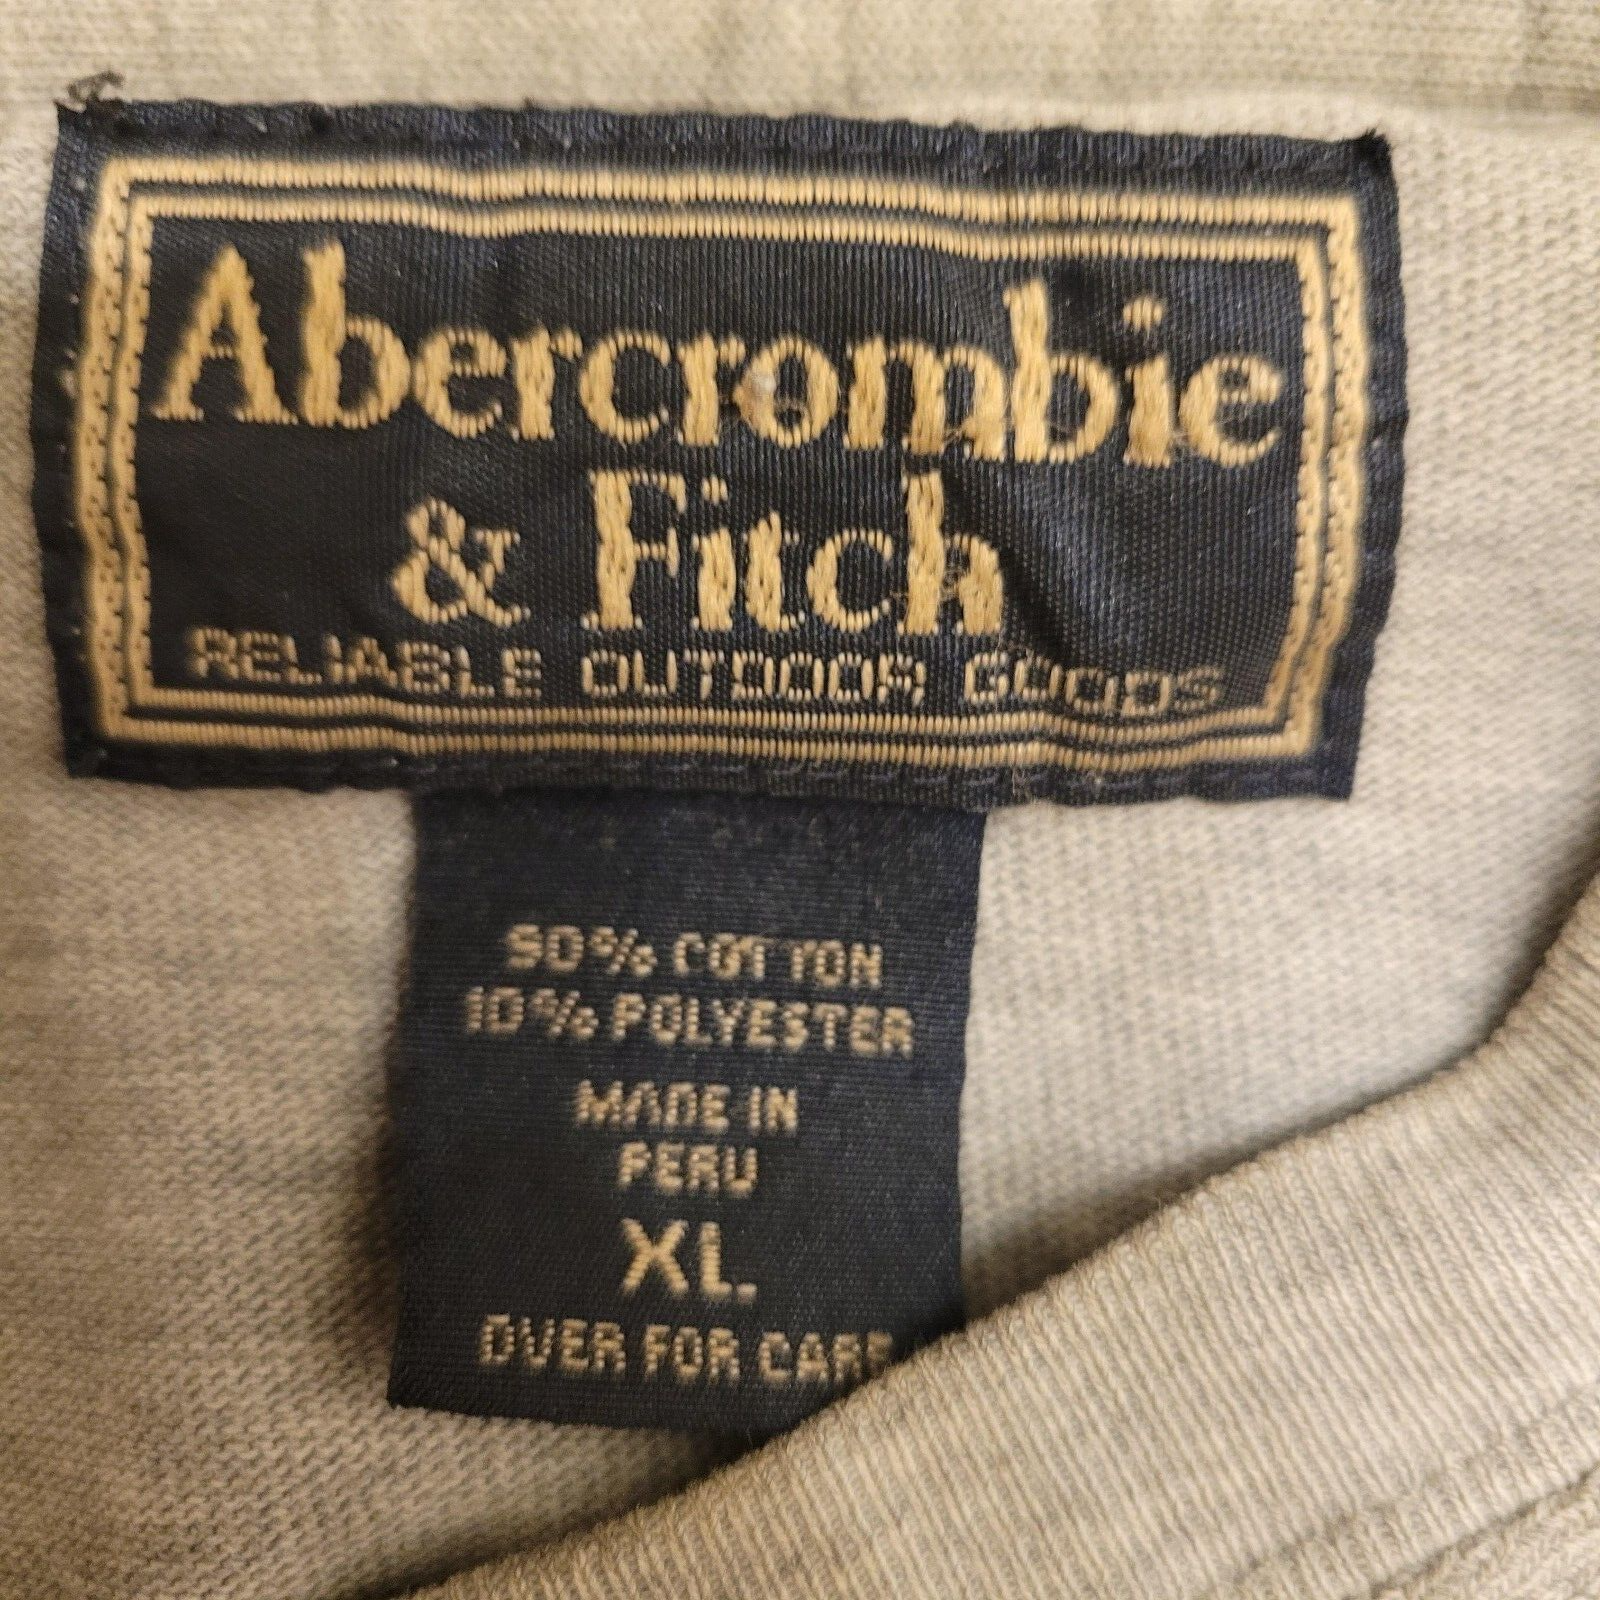 Abercrombie
& Fitch
RELIABLE OUTDOOR GOODS
90% COTTON
10% POLYESTER
MADE IN
PERU
XL.
OVER FOR CARE